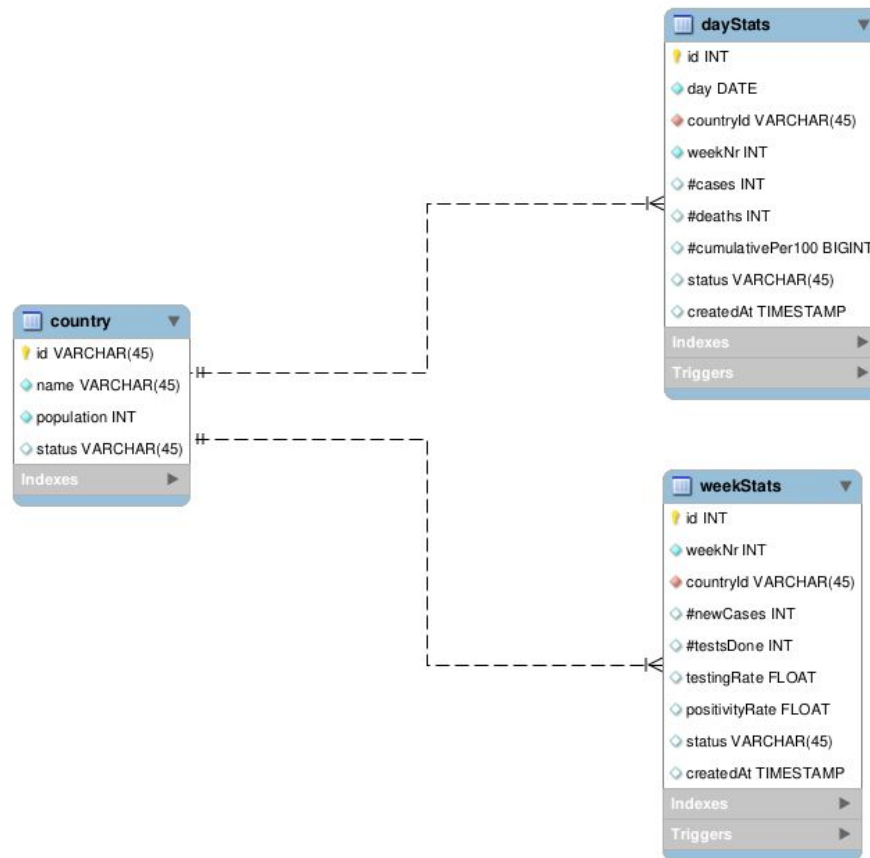 dayStats
id INT
day DATE
countryId VARCHAR(45)
weekNr INT
#cases INT
#deaths INT
#cumulativePer100 BIGINT
status VARCHAR(45)
createdAt TIMESTAMP
Indexes
Triggers
country
id VARCHAR(45)
name VARCHAR(45)
population INT
status VARCHAR(45)
Indexes
weekStats
id INT
weekNr INT
countryId VARCHAR(45)
#newCases INT
#testsDone INT
testingRate FLOAT
positivityRate FLOAT
status VARCHAR(45)
createdAt TIMESTAMP
Indexes
Triggers